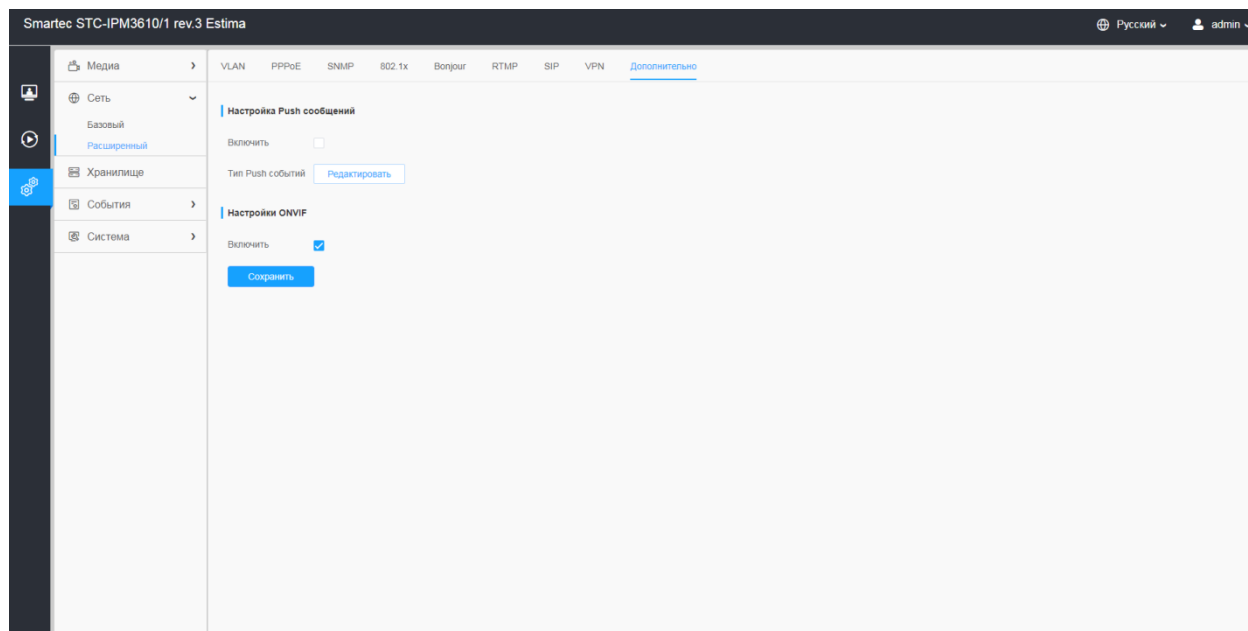 Smartec STC-IPM3610/1 rev.3 Estima
Русский
admin
Медиа
Сеть
Базовый
Расширенный
Хранилище
События
Система
VLAN PPPoE SNMP 802.1x Bonjour RTMP SIP VPN Дополнительно
Настройка Push сообщений
Включить
Тип Push событий Редактировать
Настройки ONVIF
Включить
Сохранить